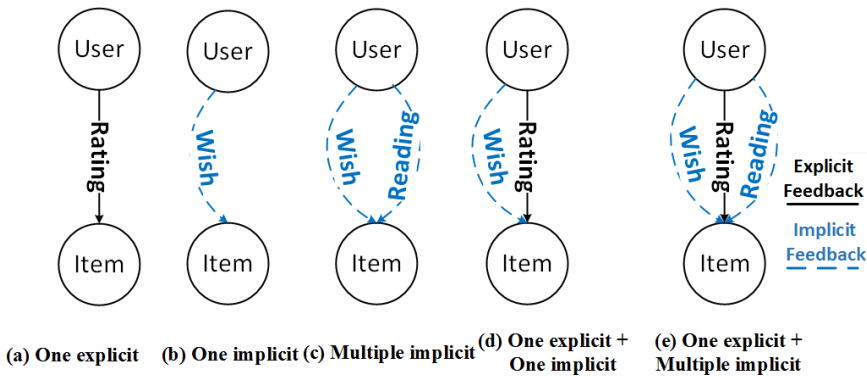 User
User
User
User
User
Rating
Wish
Wish
Reading
Wish
Rating
Wish
Rating
Reading
Explicit
Feedback
Implicit
Feedback
Item
Item
Item
Item
Item
(a) One explicit
(b) One implicit
(c) Multiple implicit
(d) One explicit +
One implicit
(e) One explicit +
Multiple implicit